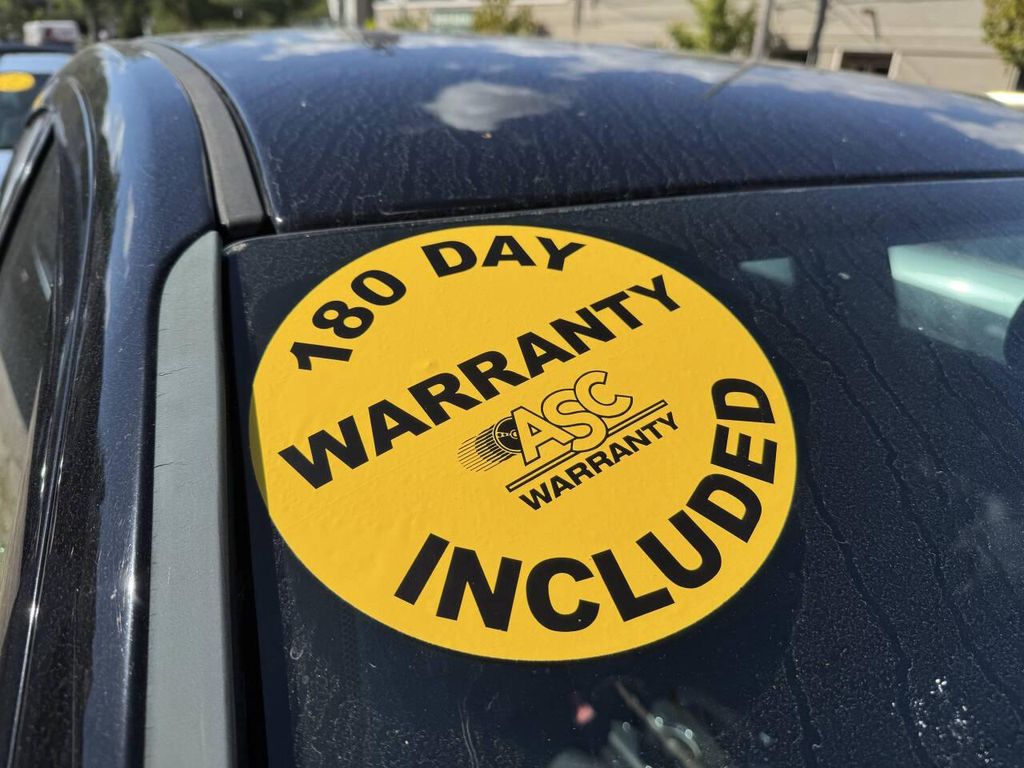 180 DAY
WARRANTY
ASC
WARRANTY
INCLUDED